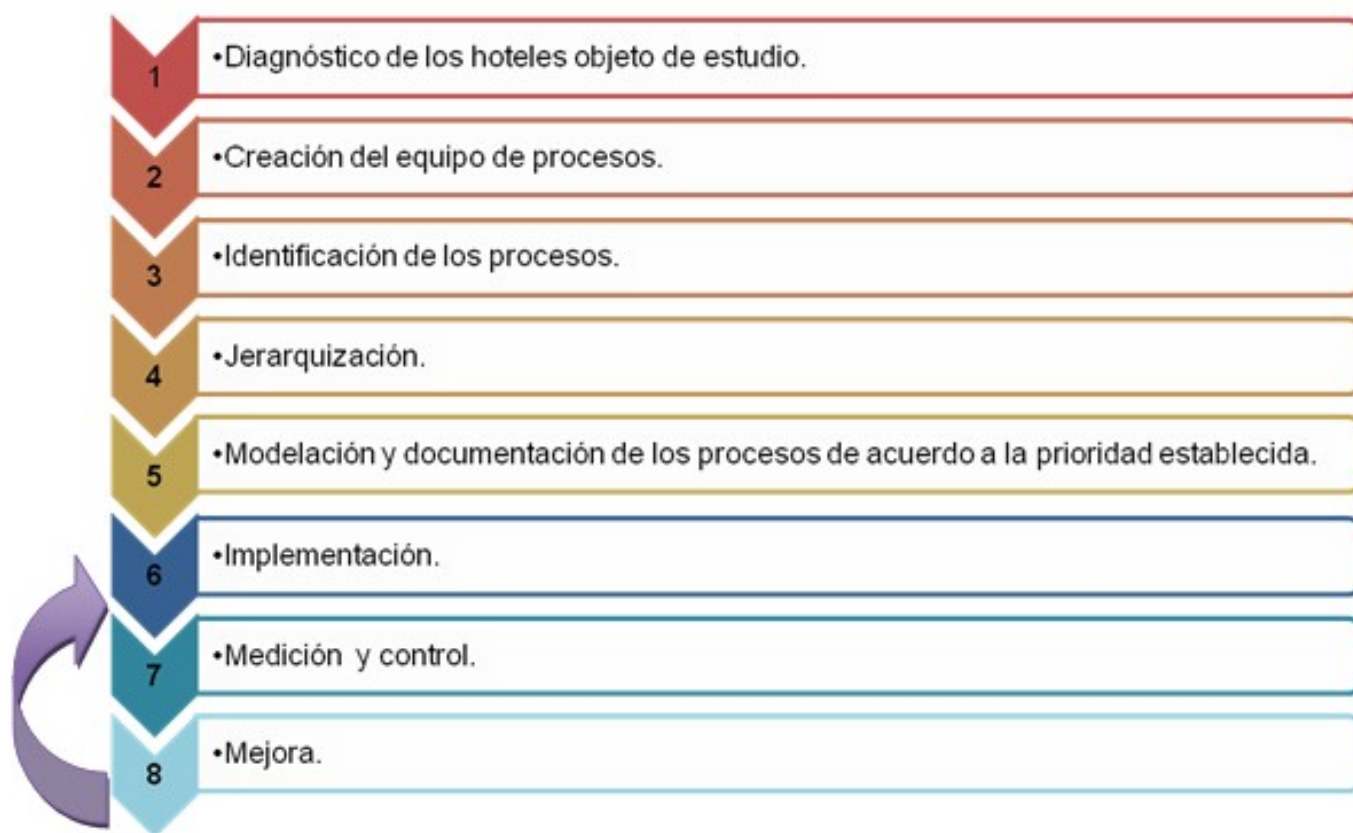 1
•Diagnóstico de los hoteles objeto de estudio.
2
•Creación del equipo de procesos.
3
•Identificación de los procesos.
4
•Jerarquización.
5
•Modelación y documentación de los procesos de acuerdo a la prioridad establecida.
6
•Implementación.
7
•Medición y control.
8
•Mejora.